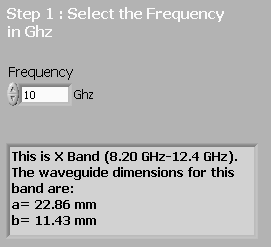 Step 1 : Select the Frequency
in Ghz
Frequency
10 Ghz
This is X Band (8.20 GHz-12.4 GHz).
The waveguide dimensions for this
band are:
a= 22.86 mm
b= 11.43 mm